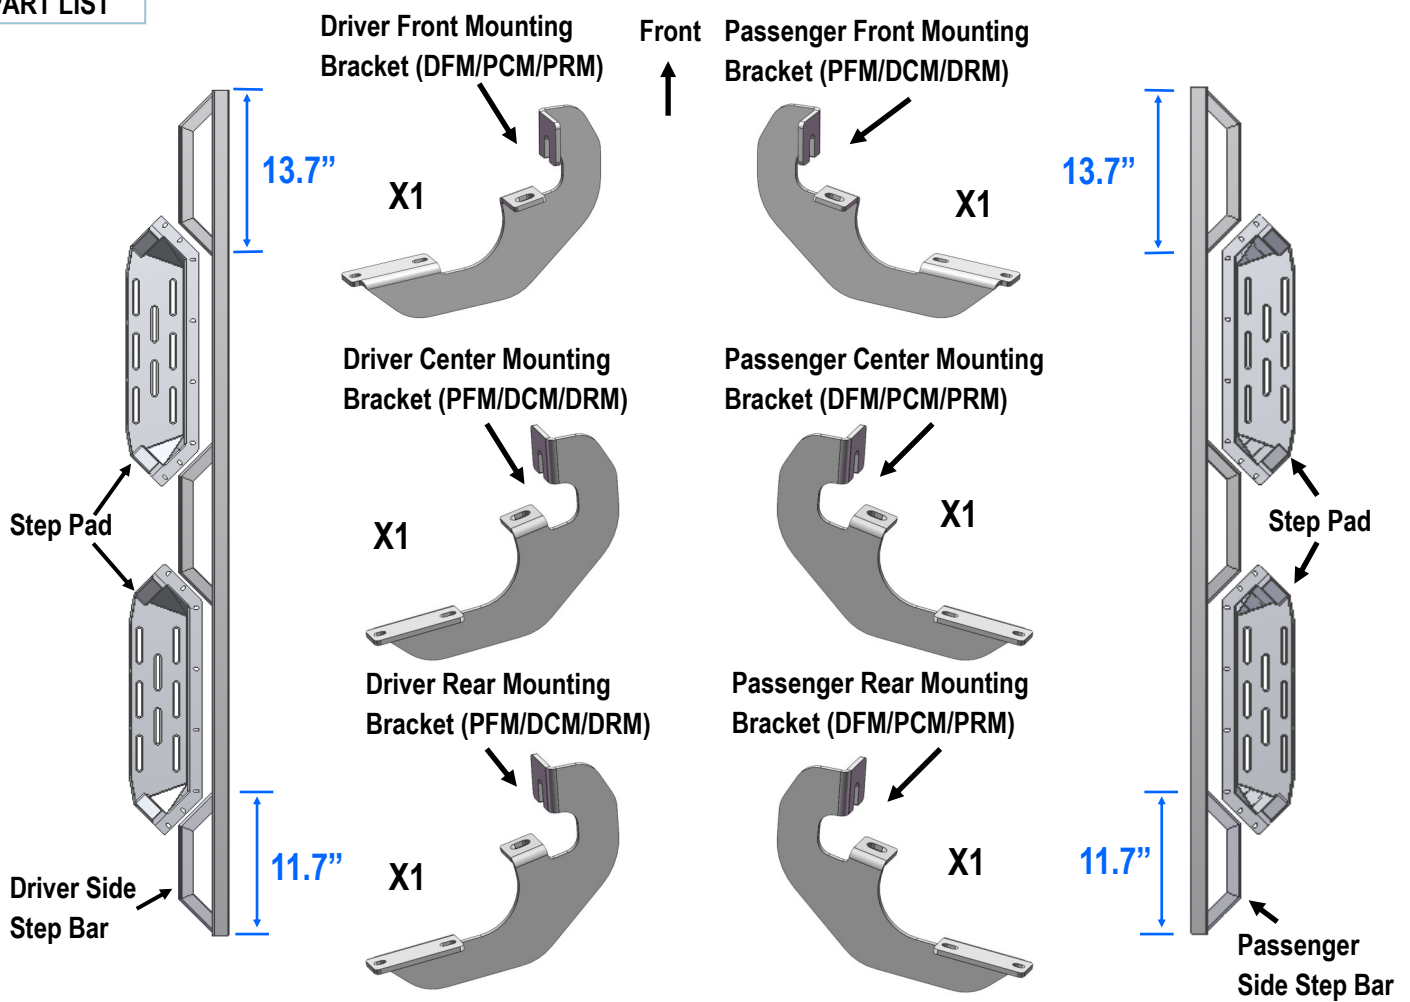 PART LIST
Driver Front Mounting
Bracket (DFM/PCM/PRM)
Front
Passenger Front Mounting
Bracket (PFM/DCM/DRM)
13.7”
X1
X1
13.7”
Driver Center Mounting
Bracket (PFM/DCM/DRM)
Passenger Center Mounting
Bracket (DFM/PCM/PRM)
Step Pad
X1
X1
Step Pad
Driver Rear Mounting
Bracket (PFM/DCM/DRM)
Passenger Rear Mounting
Bracket (DFM/PCM/PRM)
11.7”
X1
X1
11.7”
Driver Side
Step Bar
Passenger
Side Step Bar